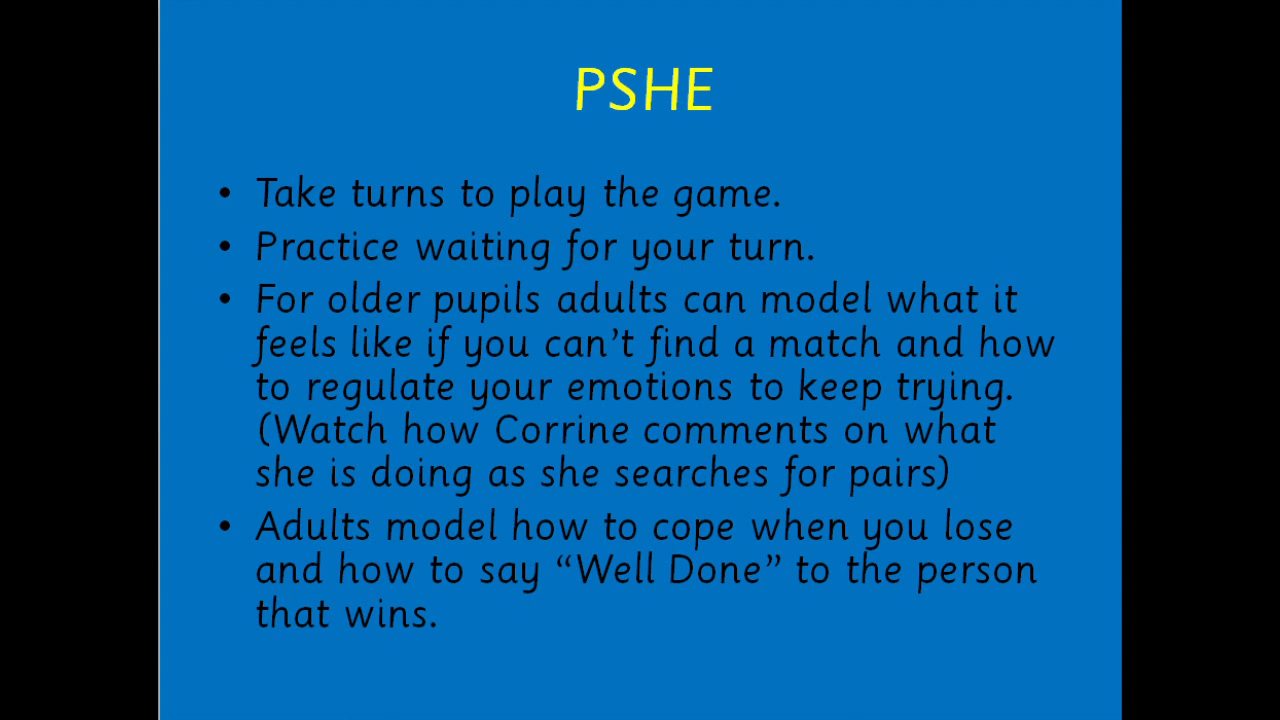 PSHE
• Take turns to play the game.
• Practice waiting for your turn.
• For older pupils adults can model what it
feels like if you can’t find a match and how
to regulate your emotions to keep trying.
(Watch how Corrine comments on what
she is doing as she searches for pairs)
• Adults model how to cope when you lose
and how to say “Well Done” to the person
that wins.